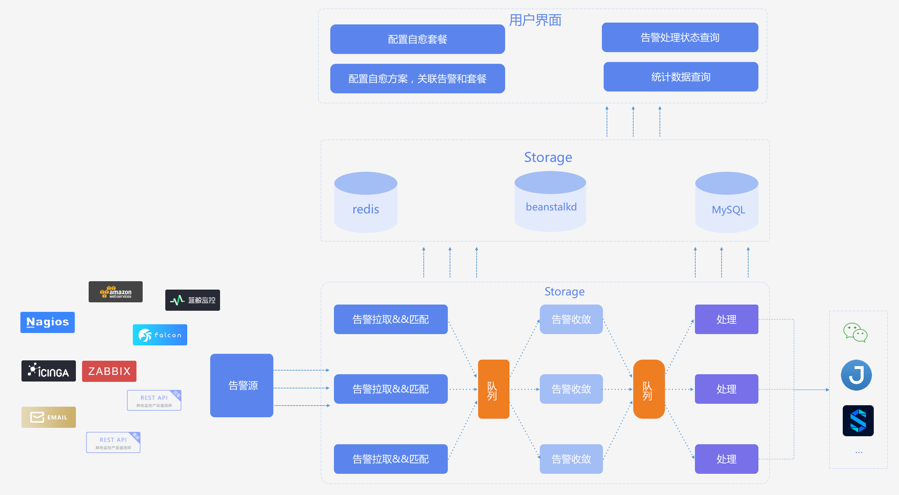 用户界面
配置自愈套餐
告警处理状态查询
配置自愈方案，关联告警和套餐
统计数据查询
Storage
redis
beanstalkd
MySQL
Storage
告警拉取&&匹配
告警收敛
处理
告警拉取&&匹配
队列
告警收敛
队列
处理
告警拉取&&匹配
告警收敛
处理
amazon
webservices
蓝鲸监控
Nagios
falcon
ICINGA
ZABBIX
告警源
REST API
EMAIL
REST API
J
S
...